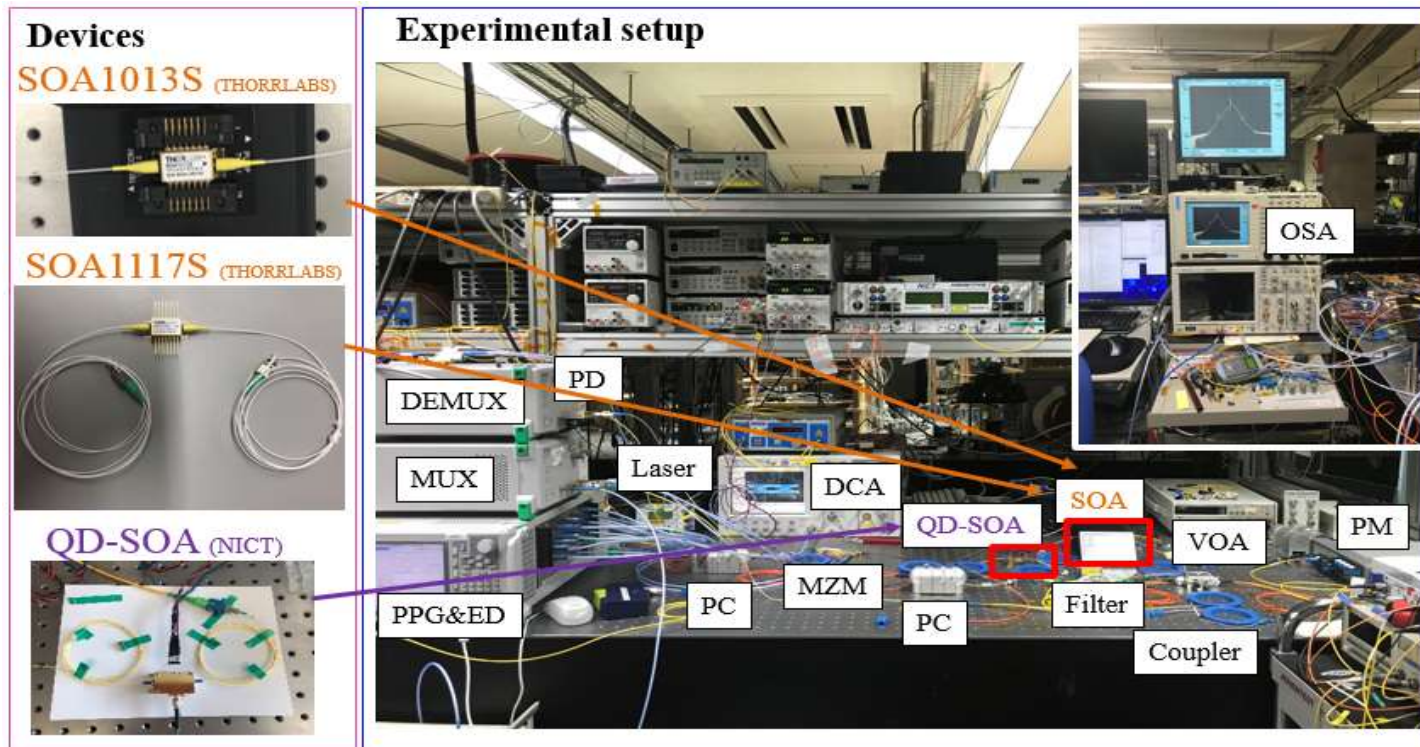 Devices
SOA1013S (THORRLABS)
SOA1117S (THORRLABS)
QD-SOA (NICT)
Experimental setup
OSA
PD
DEMUX
Laser
MUX
DCA
SOA
QD-SOA
VOA
PM
MZM
PC
PPG&ED
PC
Filter
Coupler